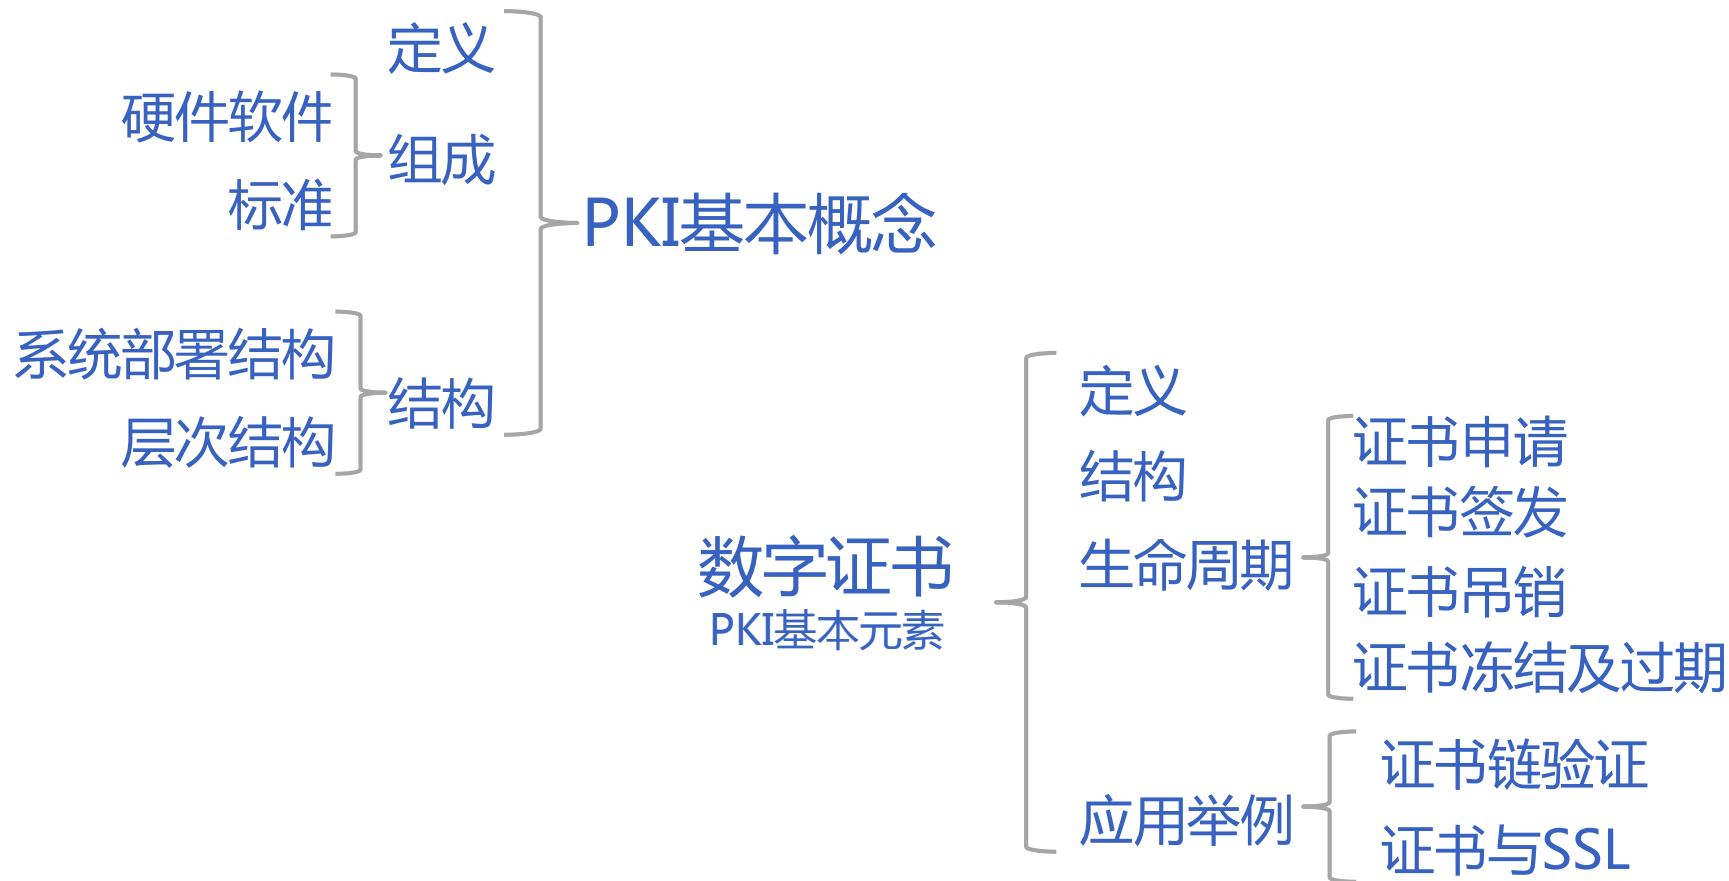 定义
硬件软件
组成
标准
PKI基本概念
系统部署结构
结构
层次结构
定义
证书申请
结构
证书签发
数字证书
生命周期
证书吊销
PKI基本元素
证书冻结及过期
证书链验证
应用举例
证书与SSL